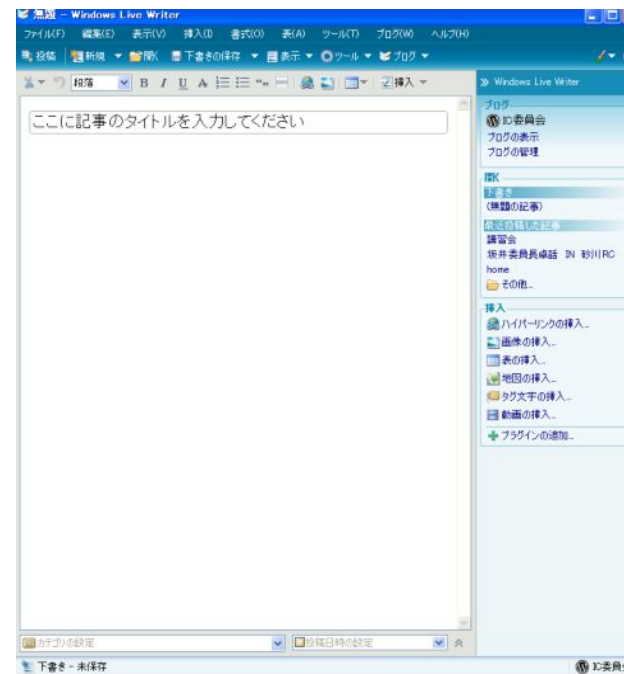 無題 - Windows Live Writer
ファイル(F) 編集(E) 表示(V) 挿入(I) 書式(O) 表(A) ツール(T) ブログ(W) ヘルプ(H)
投稿 新規 開く 下書きの保存 表示 ツール ブログ
段落 B I U A 挿入
ここに記事のタイトルを入力してください
カテゴリの設定 投稿日時の設定
下書き - 未保存
Windows Live Writer
ブログ
IC委員会
ブログの表示
ブログの管理
開く
下書き
(無題の記事)
最近投稿した記事
講習会
坂井委員長卓話 IN 砂川RC
home
その他...
挿入
ハイパーリンクの挿入...
画像の挿入...
表の挿入...
地図の挿入...
タグ文字の挿入...
動画の挿入...
プラグインの追加...